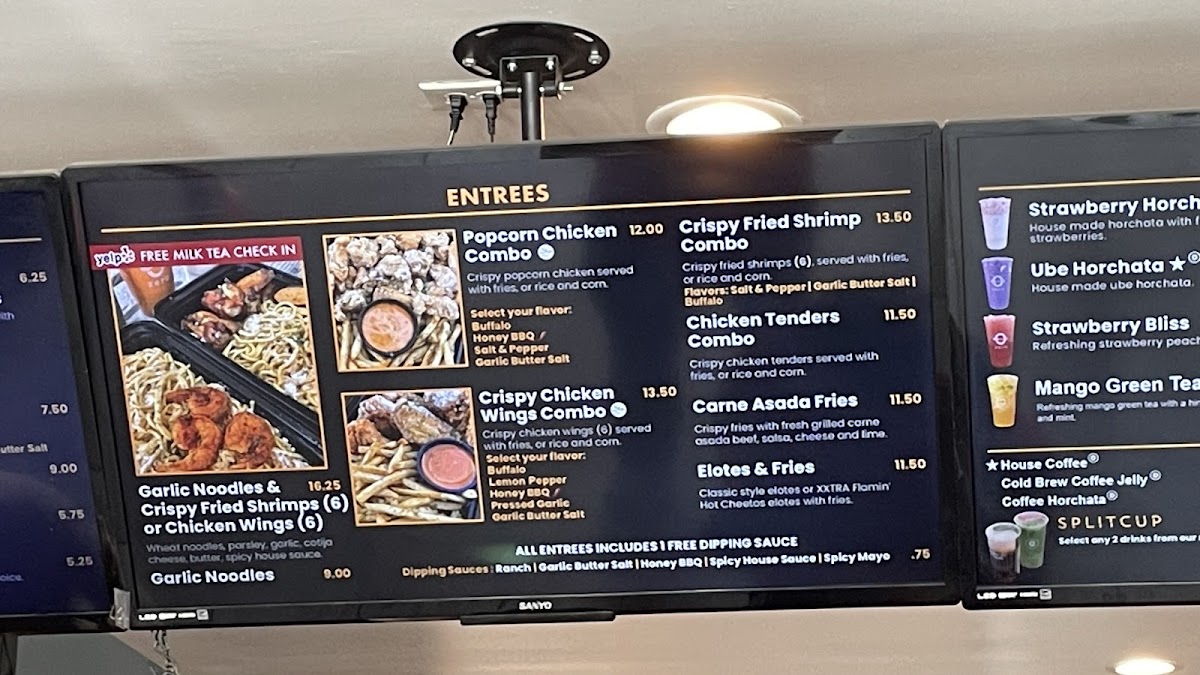 6.25
7.50
utter Salt
9.00
5.75
5.25
ENTREES
yelp FREE MILK TEA CHECK IN
Garlic Noodles & 16.25
Crispy Fried Shrimps (6)
or Chicken Wings (6)
Wheat noodles, parsley, garlic, cotija
cheese, butter, spicy house sauce.
Garlic Noodles 9.00
Popcorn Chicken 12.00
Combo
Crispy popcorn chicken served
with fries, or rice and corn.
Select your flavor:
Buffalo
Honey BBQ
Salt & Pepper
Garlic Butter Salt
Crispy Chicken 13.50
Wings Combo
Crispy chicken wings (6) served
with fries, or rice and corn.
Select your flavor:
Buffalo
Lemon Pepper
Honey BBQ
Pressed Garlic
Garlic Butter Salt
Crispy Fried Shrimp 13.50
Combo
Crispy fried shrimps (6), served with fries,
or rice and corn.
Flavors: Salt & Pepper | Garlic Butter Salt |
Buffalo
Chicken Tenders 11.50
Combo
Crispy chicken tenders served with
fries, or rice and corn.
Carne Asada Fries 11.50
Crispy fries with fresh grilled carne
asada beef, salsa, cheese and lime.
Elotes & Fries 11.50
Classic style elotes or XXTRA Flamin'
Hot Cheetos elotes with fries.
ALL ENTREES INCLUDES 1 FREE DIPPING SAUCE
Dipping Sauces : Ranch | Garlic Butter Salt | Honey BBQ | Spicy House Sauce | Spicy Mayo .75
SANYO
Strawberry Horch
House made horchata with f
strawberries.
Ube Horchata ★
House made ube horchata.
Strawberry Bliss
Refreshing strawberry peach
Mango Green Tea
Refreshing mango green tea with a hin
and mint.
★ House Coffee
Cold Brew Coffee Jelly
Coffee Horchata
SPLITCUP
Select any 2 drinks from our